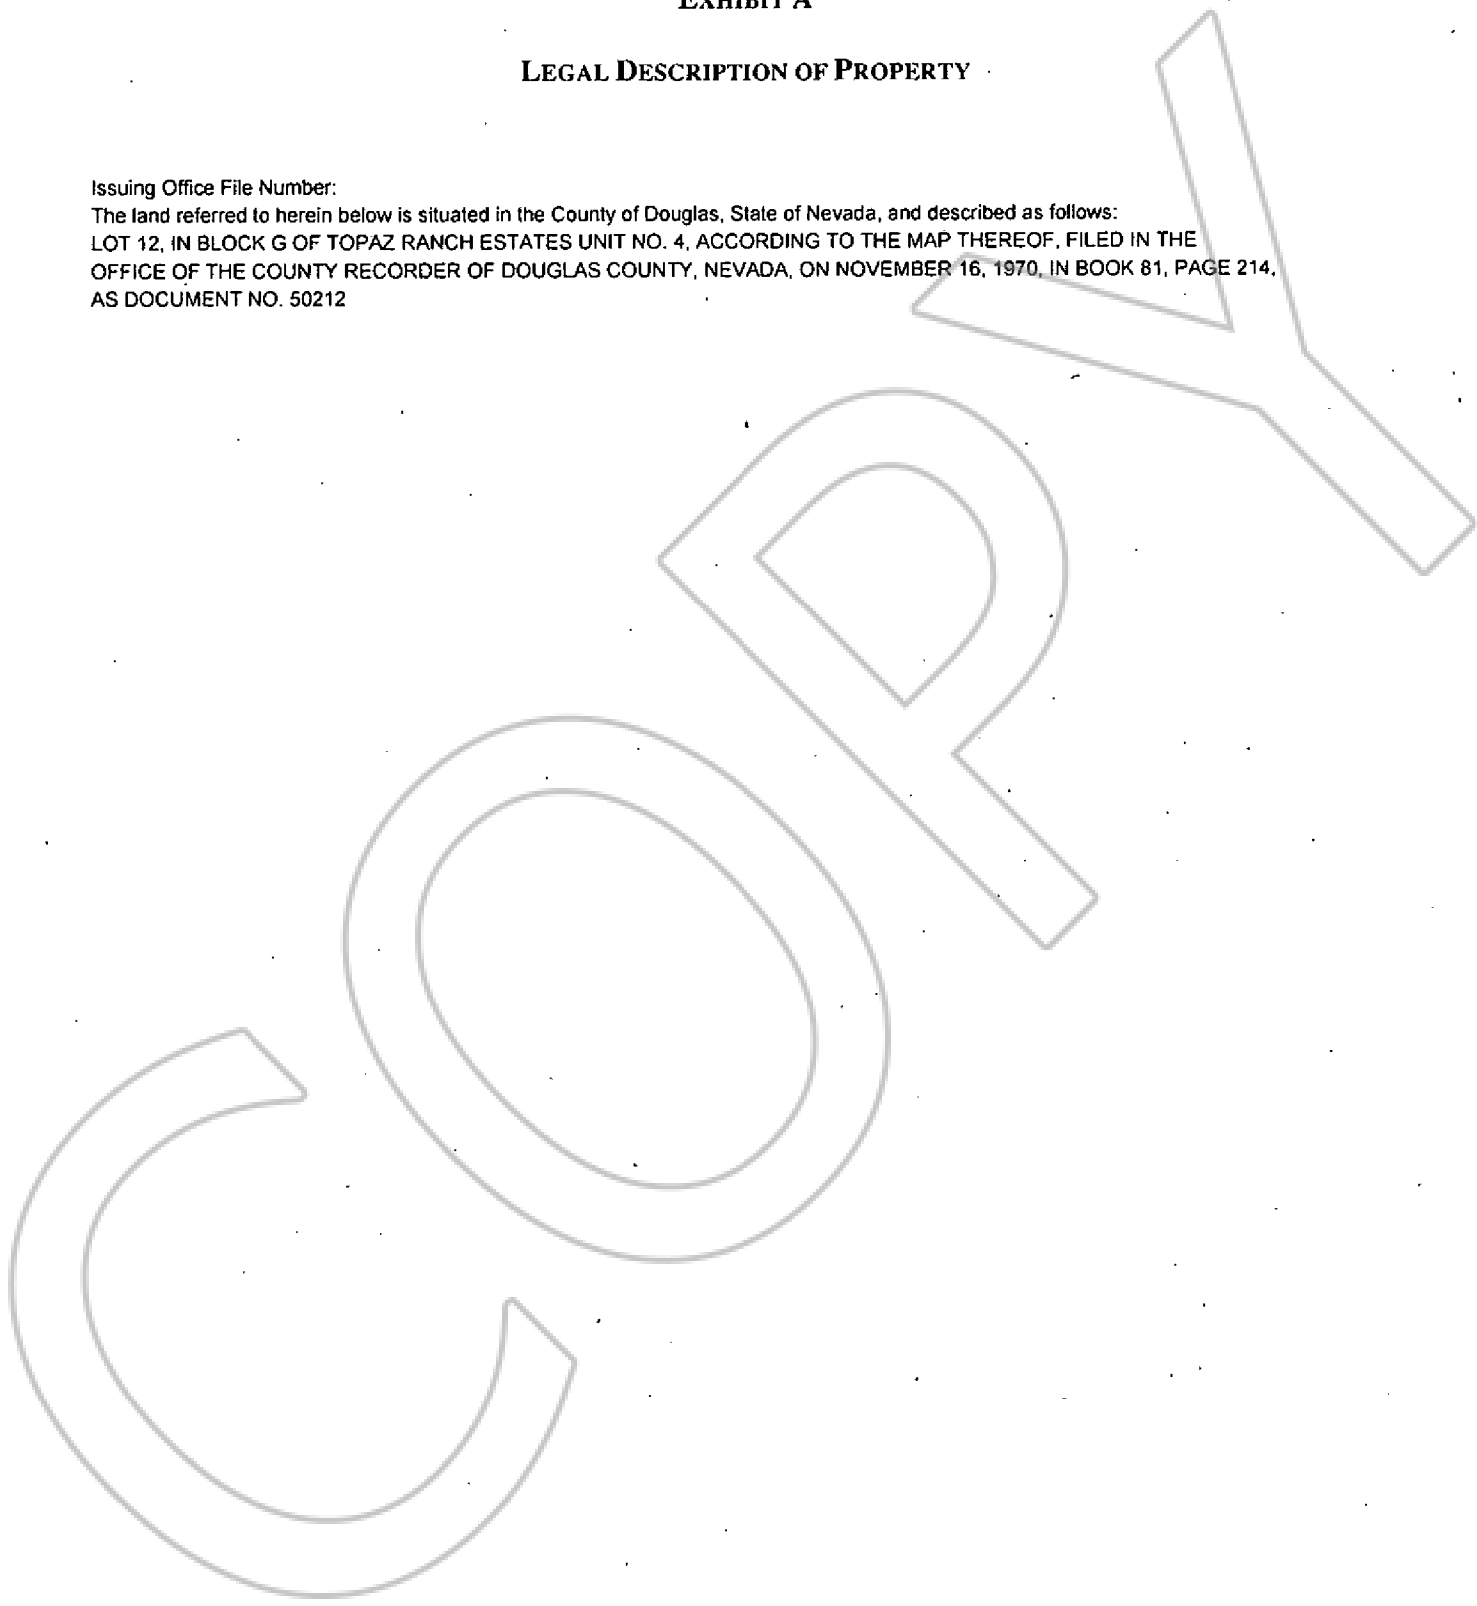 EXHIBIT A
LEGAL DESCRIPTION OF PROPERTY
Issuing Office File Number:
The land referred to herein below is situated in the County of Douglas, State of Nevada, and described as follows:
LOT 12, IN BLOCK G OF TOPAZ RANCH ESTATES UNIT NO. 4, ACCORDING TO THE MAP THEREOF, FILED IN THE
OFFICE OF THE COUNTY RECORDER OF DOUGLAS COUNTY, NEVADA, ON NOVEMBER 16, 1970, IN BOOK 81, PAGE 214,
AS DOCUMENT NO. 50212
COPY